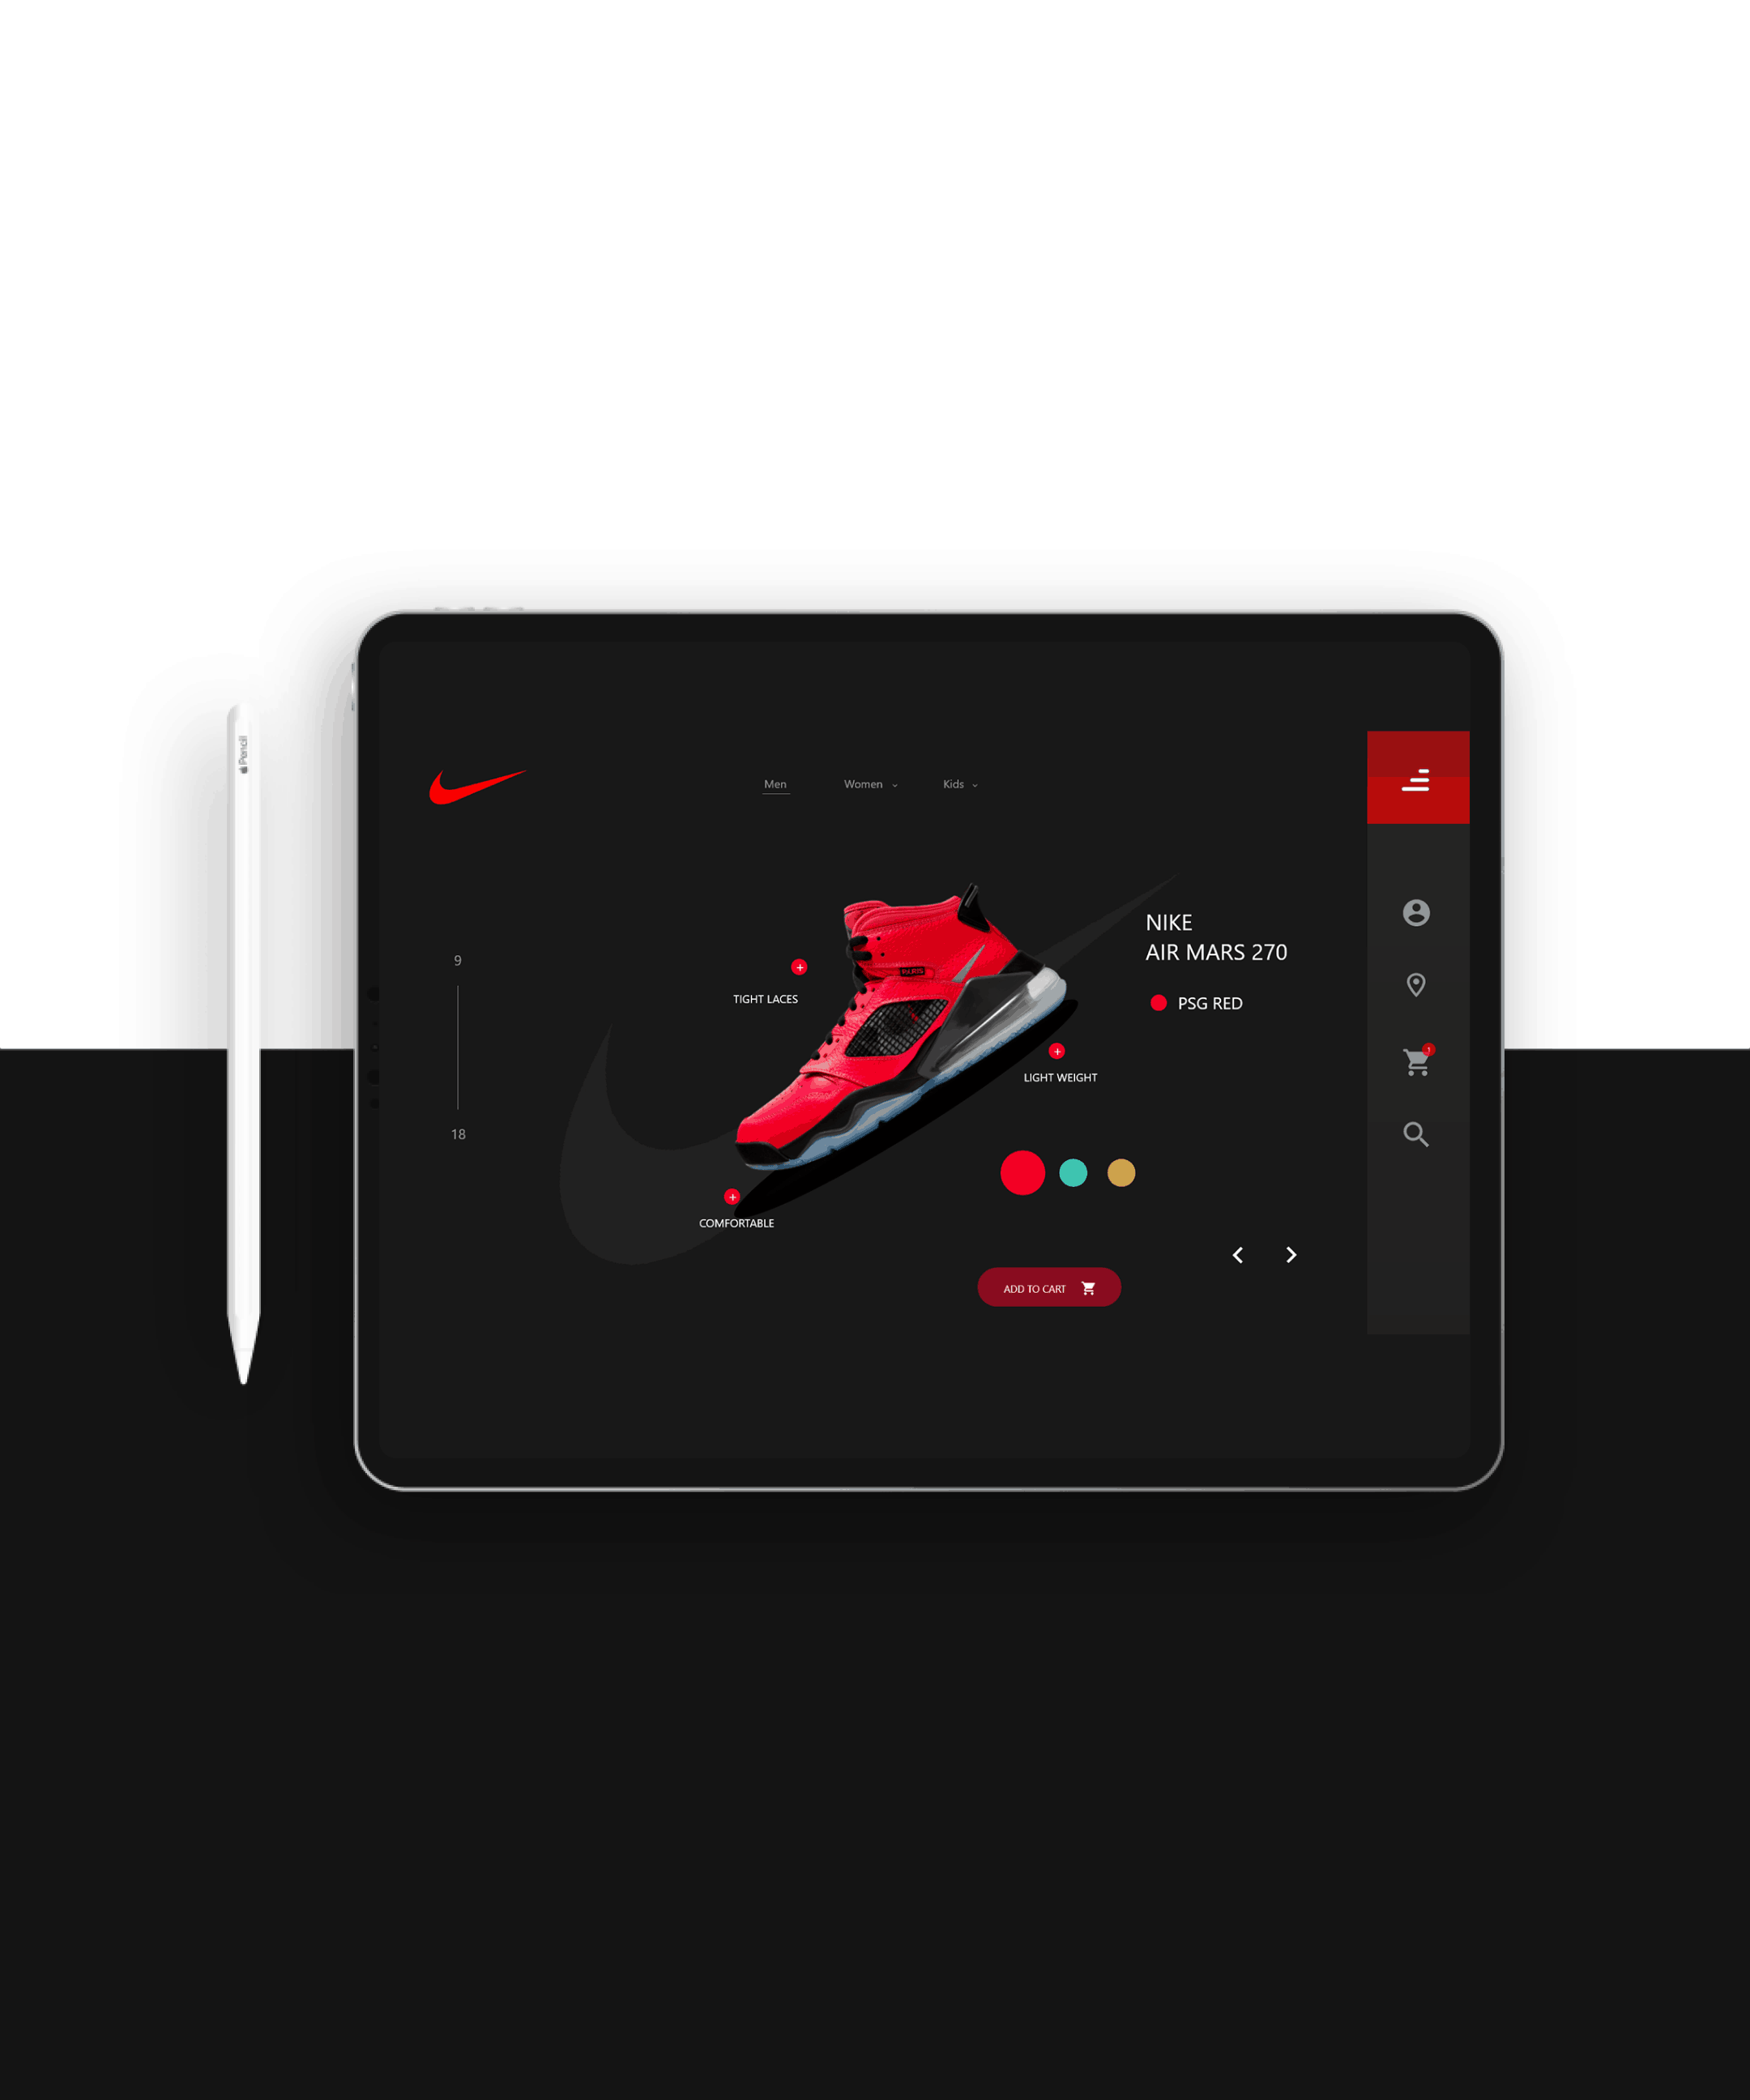 Pencil
Men
Women
Kids
NIKE
AIR MARS 270
PSG RED
9
18
TIGHT LACES
PARIS
LIGHT WEIGHT
COMFORTABLE
1
ADD TO CART